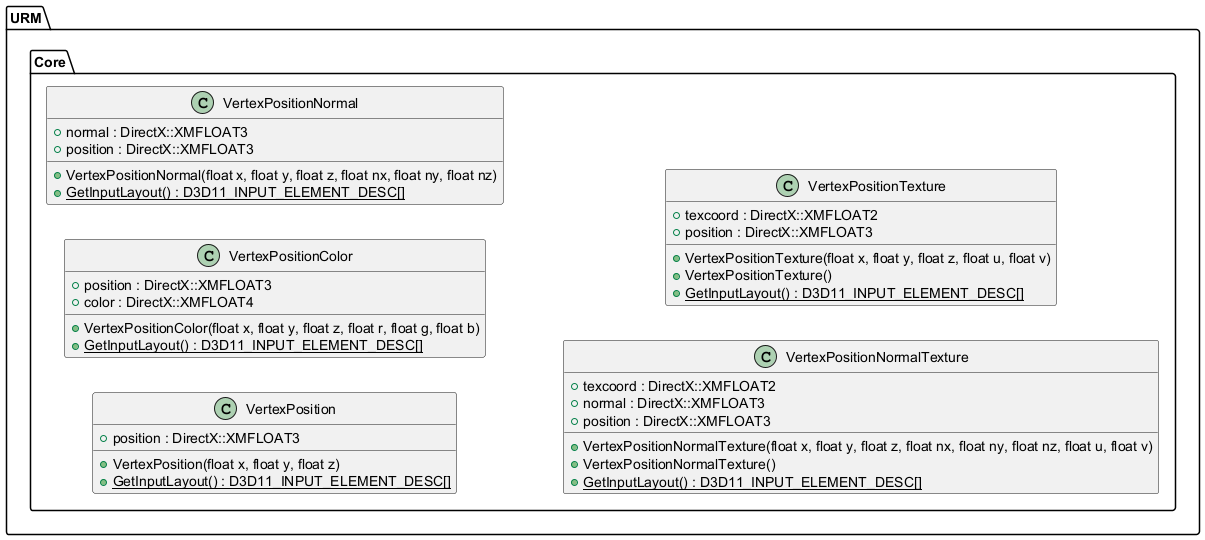 URM
Core
C VertexPositionNormal
normal : DirectX::XMFLOAT3
position : DirectX::XMFLOAT3
VertexPositionNormal(float x, float y, float z, float nx, float ny, float nz)
GetInputLayout() : D3D11_INPUT_ELEMENT_DESC[]
C VertexPositionColor
position : DirectX::XMFLOAT3
color : DirectX::XMFLOAT4
VertexPositionColor(float x, float y, float z, float r, float g, float b)
GetInputLayout() : D3D11_INPUT_ELEMENT_DESC[]
C VertexPosition
position : DirectX::XMFLOAT3
VertexPosition(float x, float y, float z)
GetInputLayout() : D3D11_INPUT_ELEMENT_DESC[]
C VertexPositionTexture
texcoord : DirectX::XMFLOAT2
position : DirectX::XMFLOAT3
VertexPositionTexture(float x, float y, float z, float u, float v)
VertexPositionTexture()
GetInputLayout() : D3D11_INPUT_ELEMENT_DESC[]
C VertexPositionNormalTexture
texcoord : DirectX::XMFLOAT2
normal : DirectX::XMFLOAT3
position : DirectX::XMFLOAT3
VertexPositionNormalTexture(float x, float y, float z, float nx, float ny, float nz, float u, float v)
VertexPositionNormalTexture()
GetInputLayout() : D3D11_INPUT_ELEMENT_DESC[]